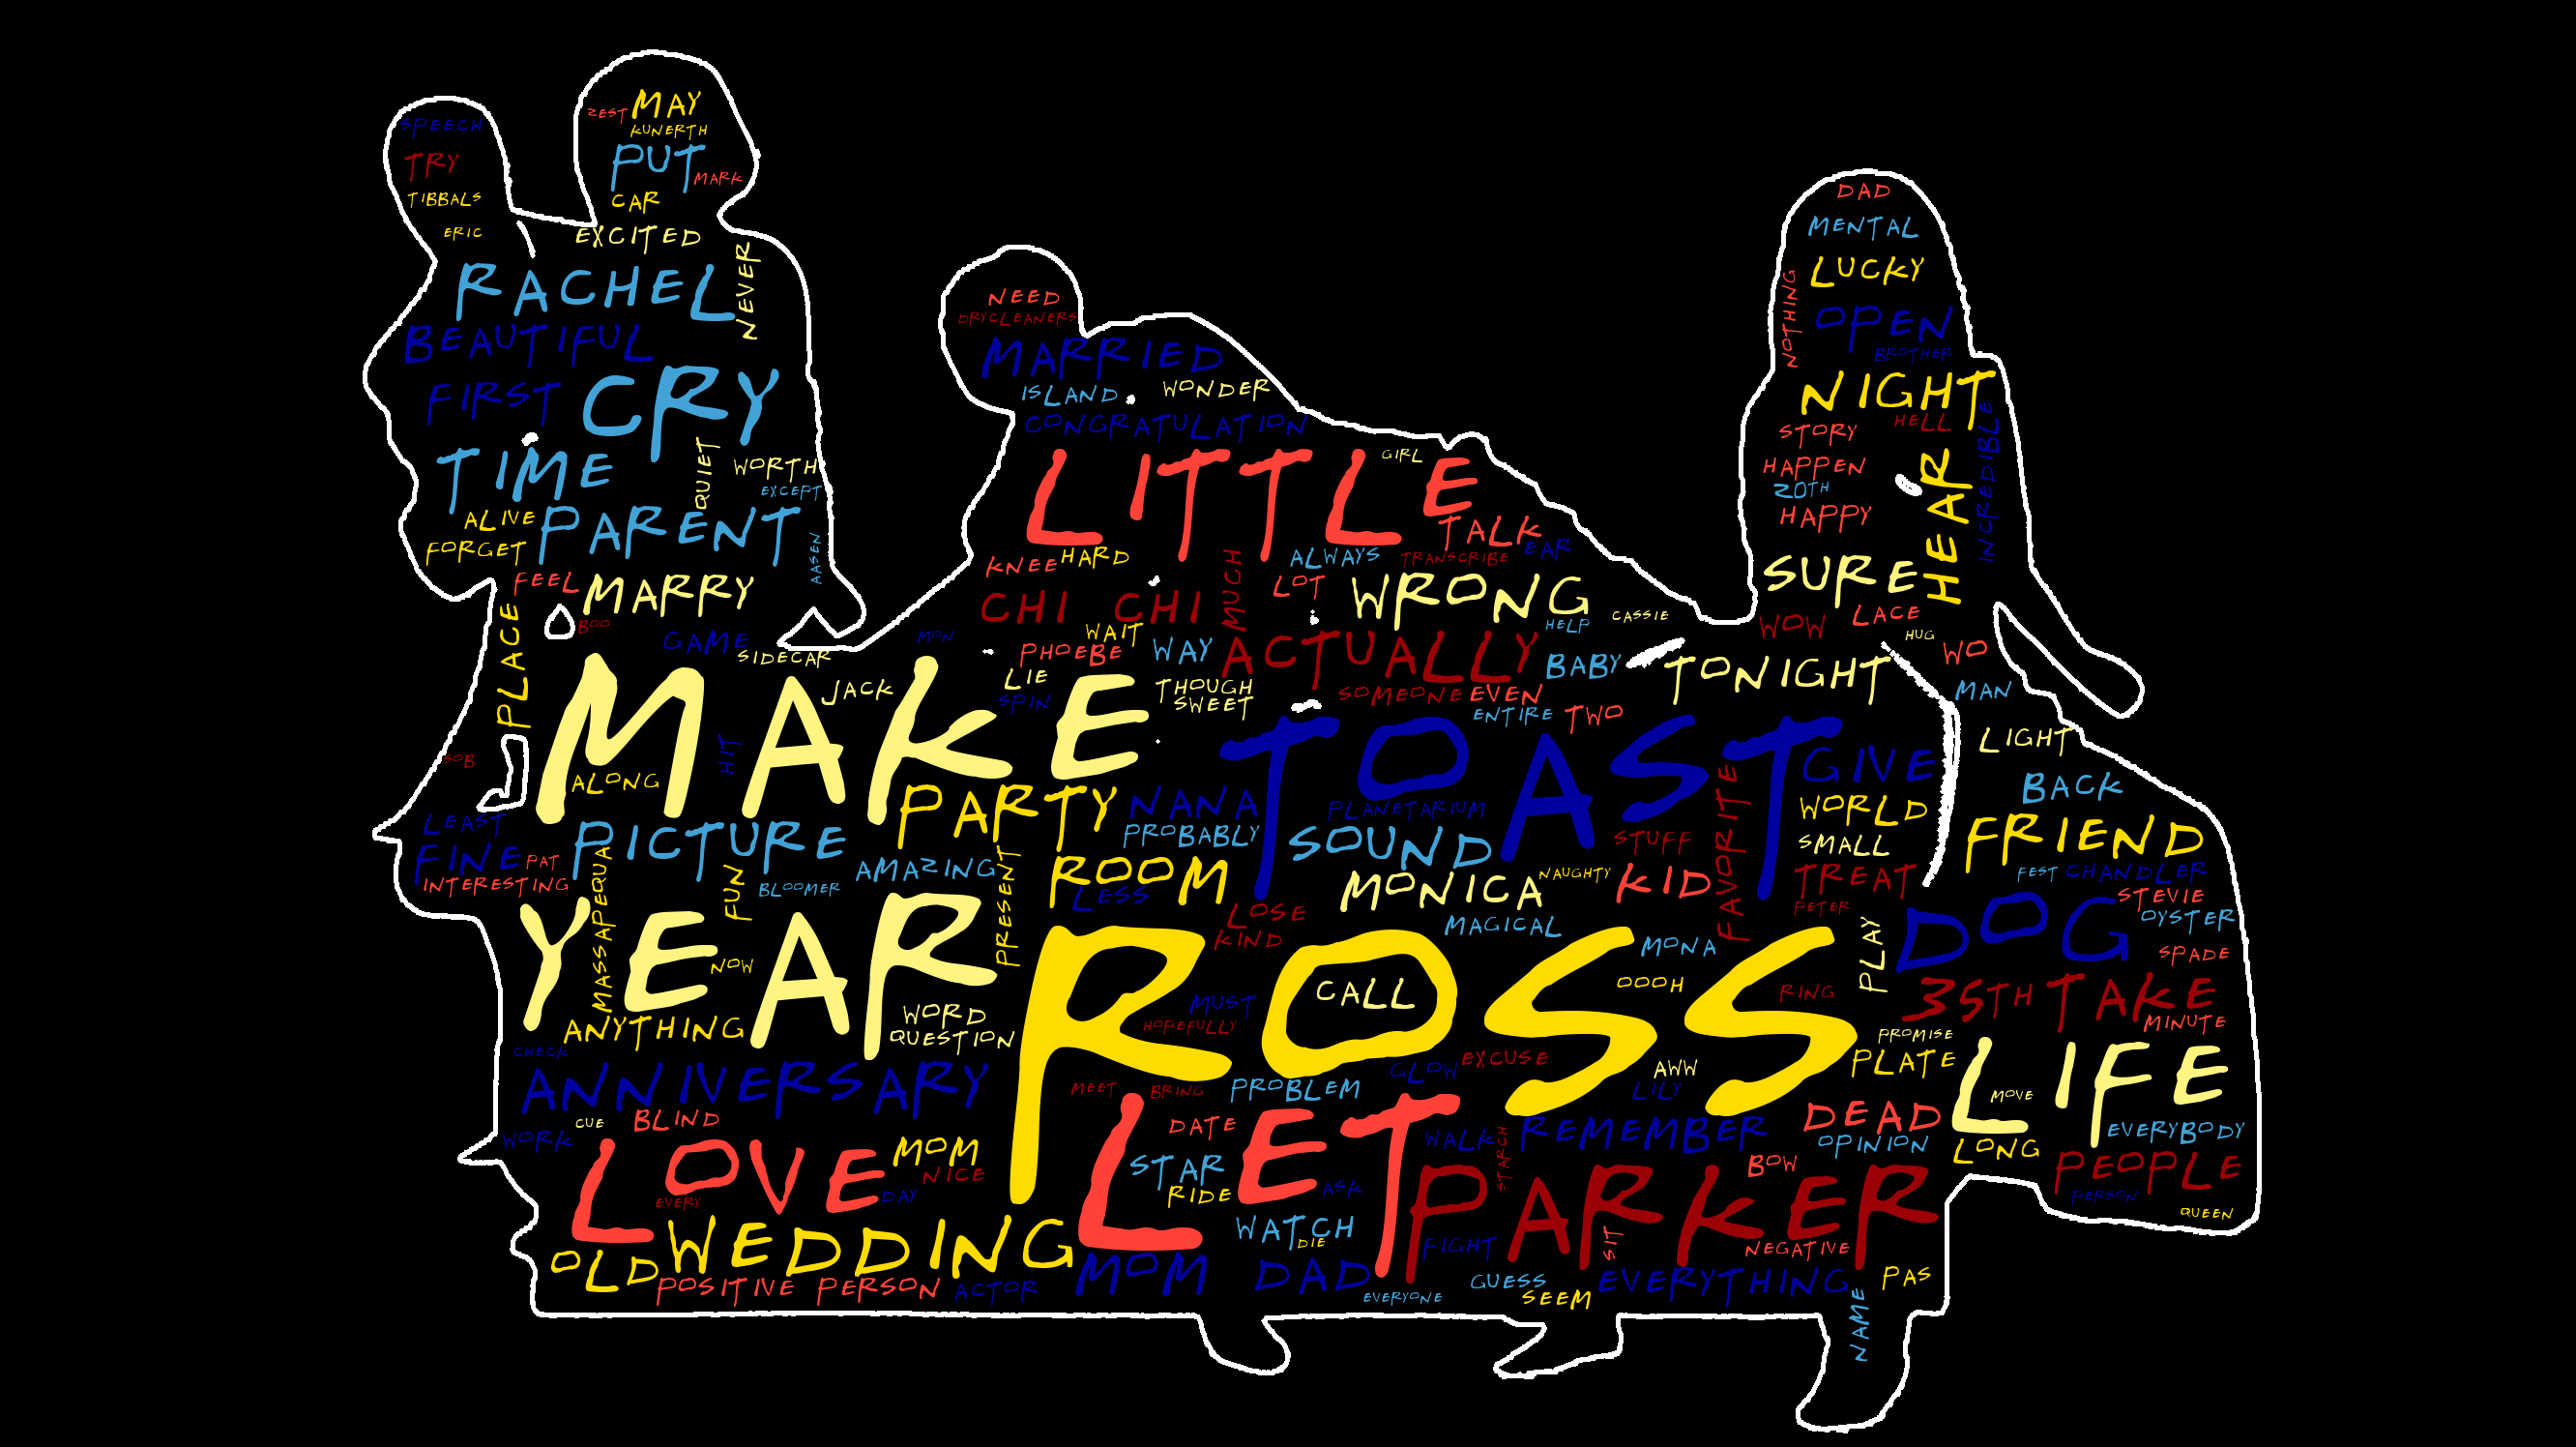 SPEECH
TRY
TIBBALS
ERIC
ZEST MAY
KUNERTH
PUT
MARK
CAR
EXCITED
RACHEL
NEVER
BEAUTIFUL
FIRST CRY
TIME
QUIET
WORTH
EXCEPT
ALIVE PARENT
FORGET
AASEN
FEEL MARRY
BOO
PLACE
GAME
SIDECAR
NEED
DRYCLEANERS
MARRIED
ISLAND WONDER
CONGRATULATION
LITTLE
GIRL
TALK
KNEE HARD
MUCH
ALWAYS
TRANSCRIBE
EAR
LOT
WRONG
CASSIE
CHI CHI
HELP
MON
WAIT
PHOEBE
WAY
ACTUALLY
BABY
LIE
SPIN
THOUGH
SWEET
SOMEONE EVEN
ENTIRE TWO
DAD
MENTAL
LUCKY
NOTHING
OPEN
BROTHER
NIGHT
HELL
STORY
HAPPEN
20TH
HAPPY
HEAR
INCREDIBLE
SURE
WOW
LACE
HUG
WO
TONIGHT
MAN
LIGHT
MAKE
JACK
HIT
ALONG
SOB
TOAST
GIVE
BACK
PARTY
NANA
PLANETARIUM
FAVORITE
WORLD
LEAST
PICTURE
PROBABLY
SOUND
STUFF
SMALL
FRIEND
FINE PAT
INTERESTING
MASSAPEQUA
FUN
BLOOMER
AMAZING
PRESENT
ROOM
LESS
MONICA
NAUGHTY
KID
TREAT
PETER
FEST CHANDLER
STEVIE
OYSTER
YEAR
NOW
LOSE
KIND
MAGICAL
MONA
PLAY
DOG
SPADE
ROSS
CALL
OOOH
RING
35TH TAKE
MINUTE
ANYTHING
WORD
QUESTION
MUST
HOPEFULLY
PROMISE
PLATE
LIFE
MOVE
CHECK
ANNIVERSARY
MEET
BRING
PROBLEM
GLOW EXCUSE
AWW
LILY
WORK
CUE
BLIND
LET
DATE
WALK
STARCH
REMEMBER
DEAD
OPINION
LONG
EVERYBODY
LOVE
MOM
NICE
EVERY
DAY
STAR
RIDE
ASK
PARKER
BOW
PEOPLE
PERSON
QUEEN
WEDDING
WATCH
DIE
FIGHT
SIT
NEGATIVE
OLD
POSITIVE PERSON
ACTOR
MOM DAD
EVERYONE
GUESS
SEEM
EVERYTHING
PAS
NAME